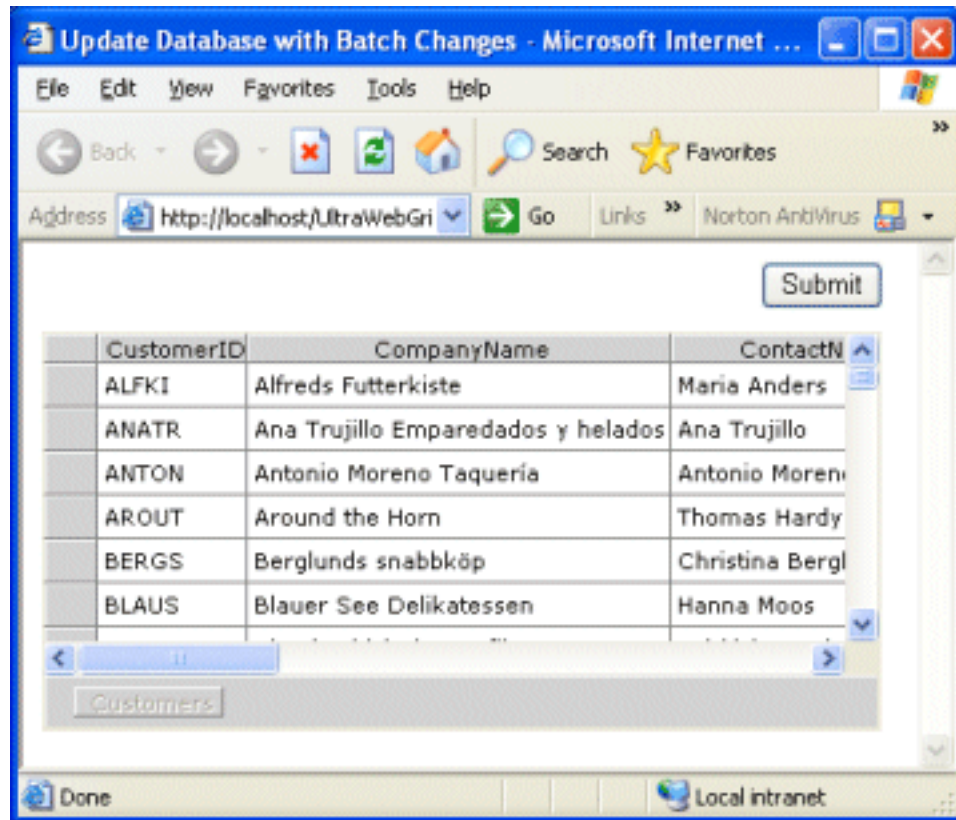 Update Database with Batch Changes - Microsoft Internet ...
File Edit View Favorites Tools Help
Back Search Favorites
Address http://localhost/UltraWebGri Go Links Norton AntiVirus
Submit
CustomerID CompanyName ContactN
ALFKI Alfreds Futterkiste Maria Anders
ANATR Ana Trujillo Emparedados y helados Ana Trujillo
ANTON Antonio Moreno Taquería Antonio Moren
AROUT Around the Horn Thomas Hardy
BERGS Berglunds snabbköp Christina Bergl
BLAUS Blauer See Delikatessen Hanna Moos
Customers
Done Local intranet